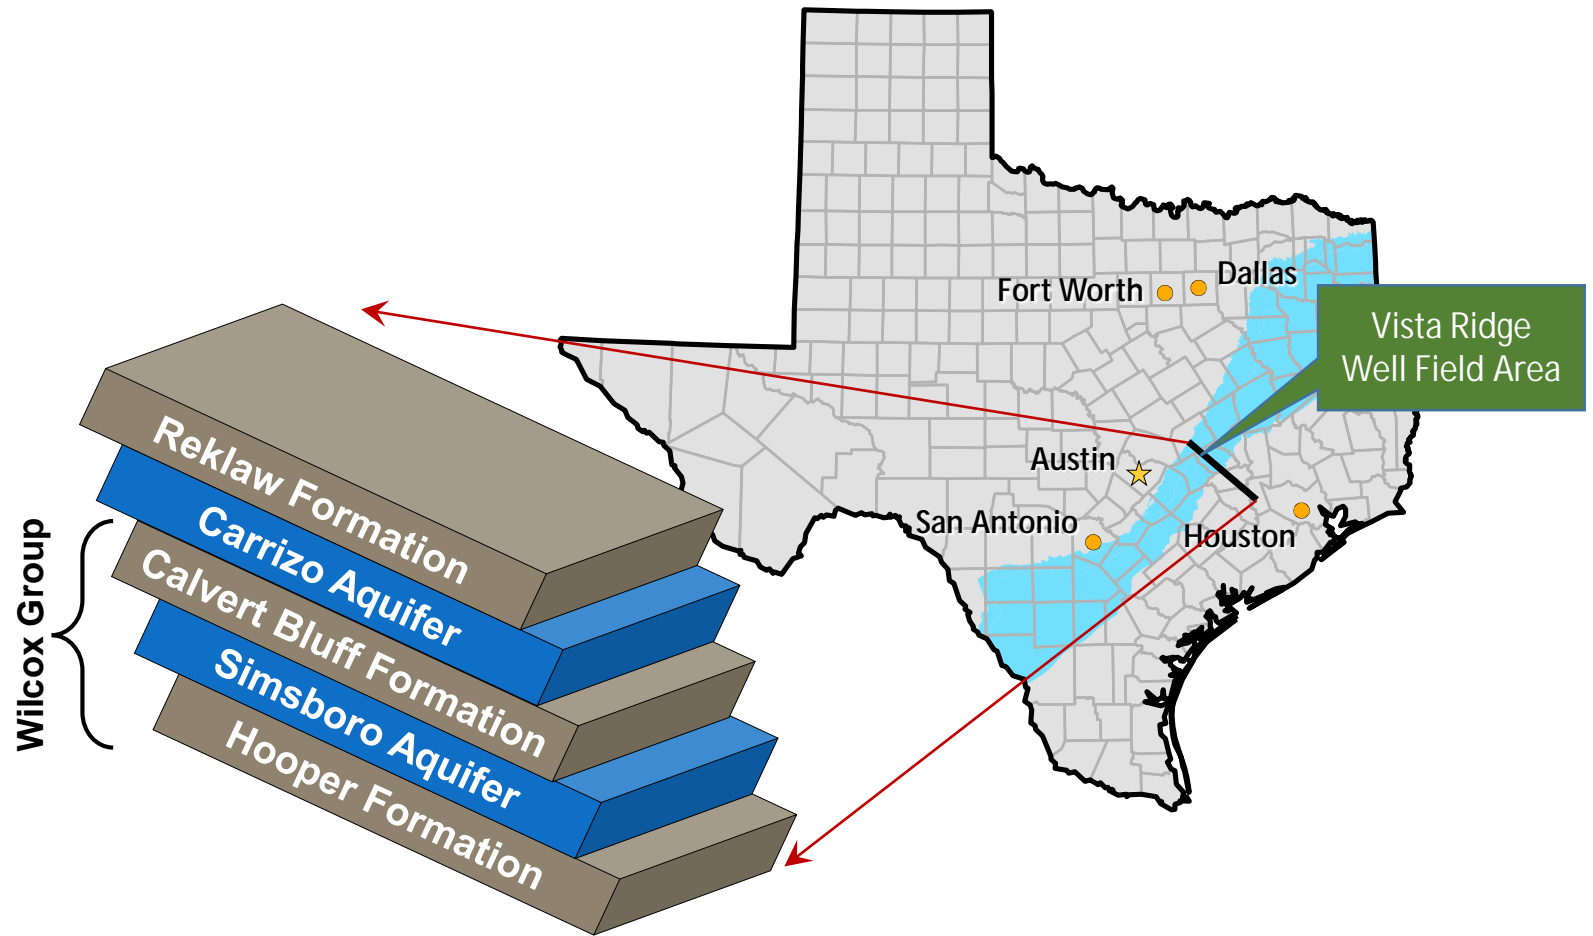 Fort Worth
Dallas
Vista Ridge
Well Field Area
Austin
San Antonio
Houston
Wilcox Group
Reklaw Formation
Carrizo Aquifer
Calvert Bluff Formation
Simsboro Aquifer
Hooper Formation